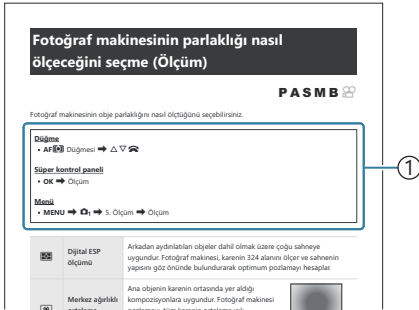 Fotoğraf makinesinin parlaklığı nasıl
ölçeceğini seçme (Ölçüm)
PASMB
Fotoğraf makinesinin obje parlaklığını nasıl ölçtüğünü seçebilirsiniz.
Düğme
• AF Düğmesi ➡ △ ▽
Süper kontrol paneli
• OK ➡ Ölçüm
Menü
• MENU ➡ 1 ➡ 5. Ölçüm ➡ Ölçüm
①
Dijital ESP
ölçümü
Arkadan aydınlatılan objeler dahil olmak üzere çoğu sahneye
uygundur. Fotoğraf makinesi, karenin 324 alanını ölçer ve sahnenin
yapısını göz önünde bulundurarak optimum pozlamayı hesaplar.
Merkez ağırlıklı
Ana objenin karenin ortasında yer aldığı
kompozisyonlara uygundur. Fotoğraf makinesi